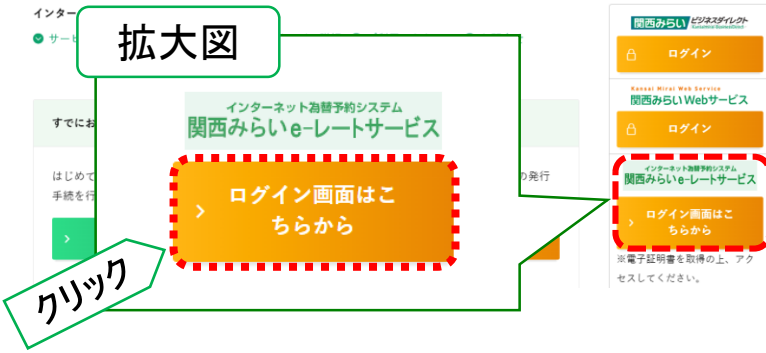 インター
サー
拡大図
インターネット為替予約システム
関西みらいe-レートサービス
ログイン画面はこ
ちらから
クリック
すでにお
はじめて
手続を行
の発行
関西みらい ビジネスダイレクト
ログイン
Kansai Mirai Web Service
関西みらいWebサービス
ログイン
インターネット為替予約システム
関西みらいe-レートサービス
ログイン画面はこ
ちらから
※電子証明書を取得の上、アク
セスしてください。